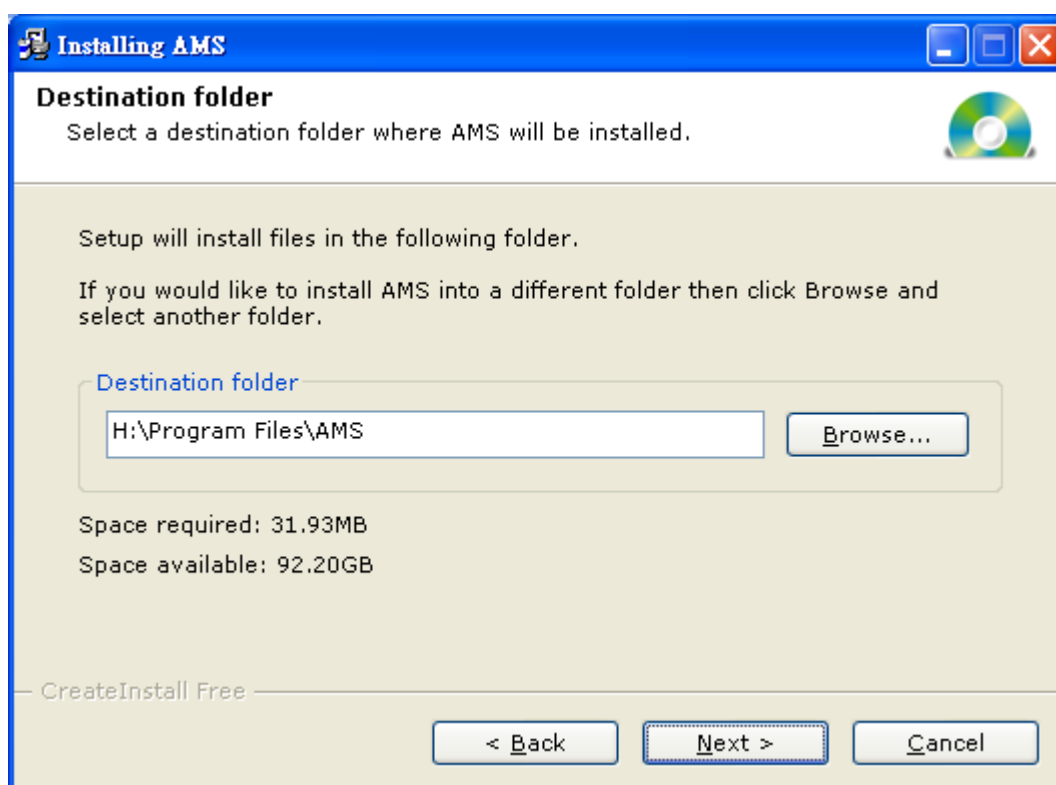 Installing AMS
Destination folder
Select a destination folder where AMS will be installed.
Setup will install files in the following folder.
If you would like to install AMS into a different folder then click Browse and
select another folder.
Destination folder
H:\Program Files\AMS
Browse...
Space required: 31.93MB
Space available: 92.20GB
CreateInstall Free
< Back
Next >
Cancel